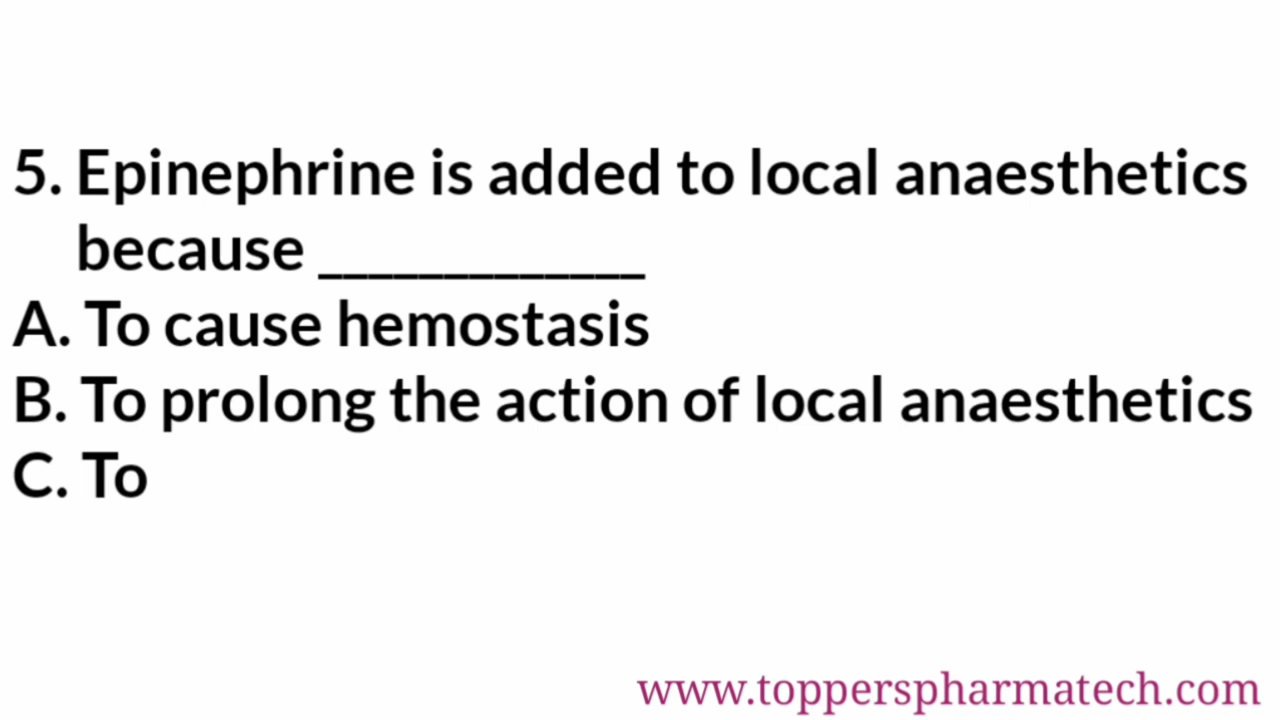 5. Epinephrine is added to local anaesthetics
because _____________
A. To cause hemostasis
B. To prolong the action of local anaesthetics
C. To
www.topperspharmatech.com